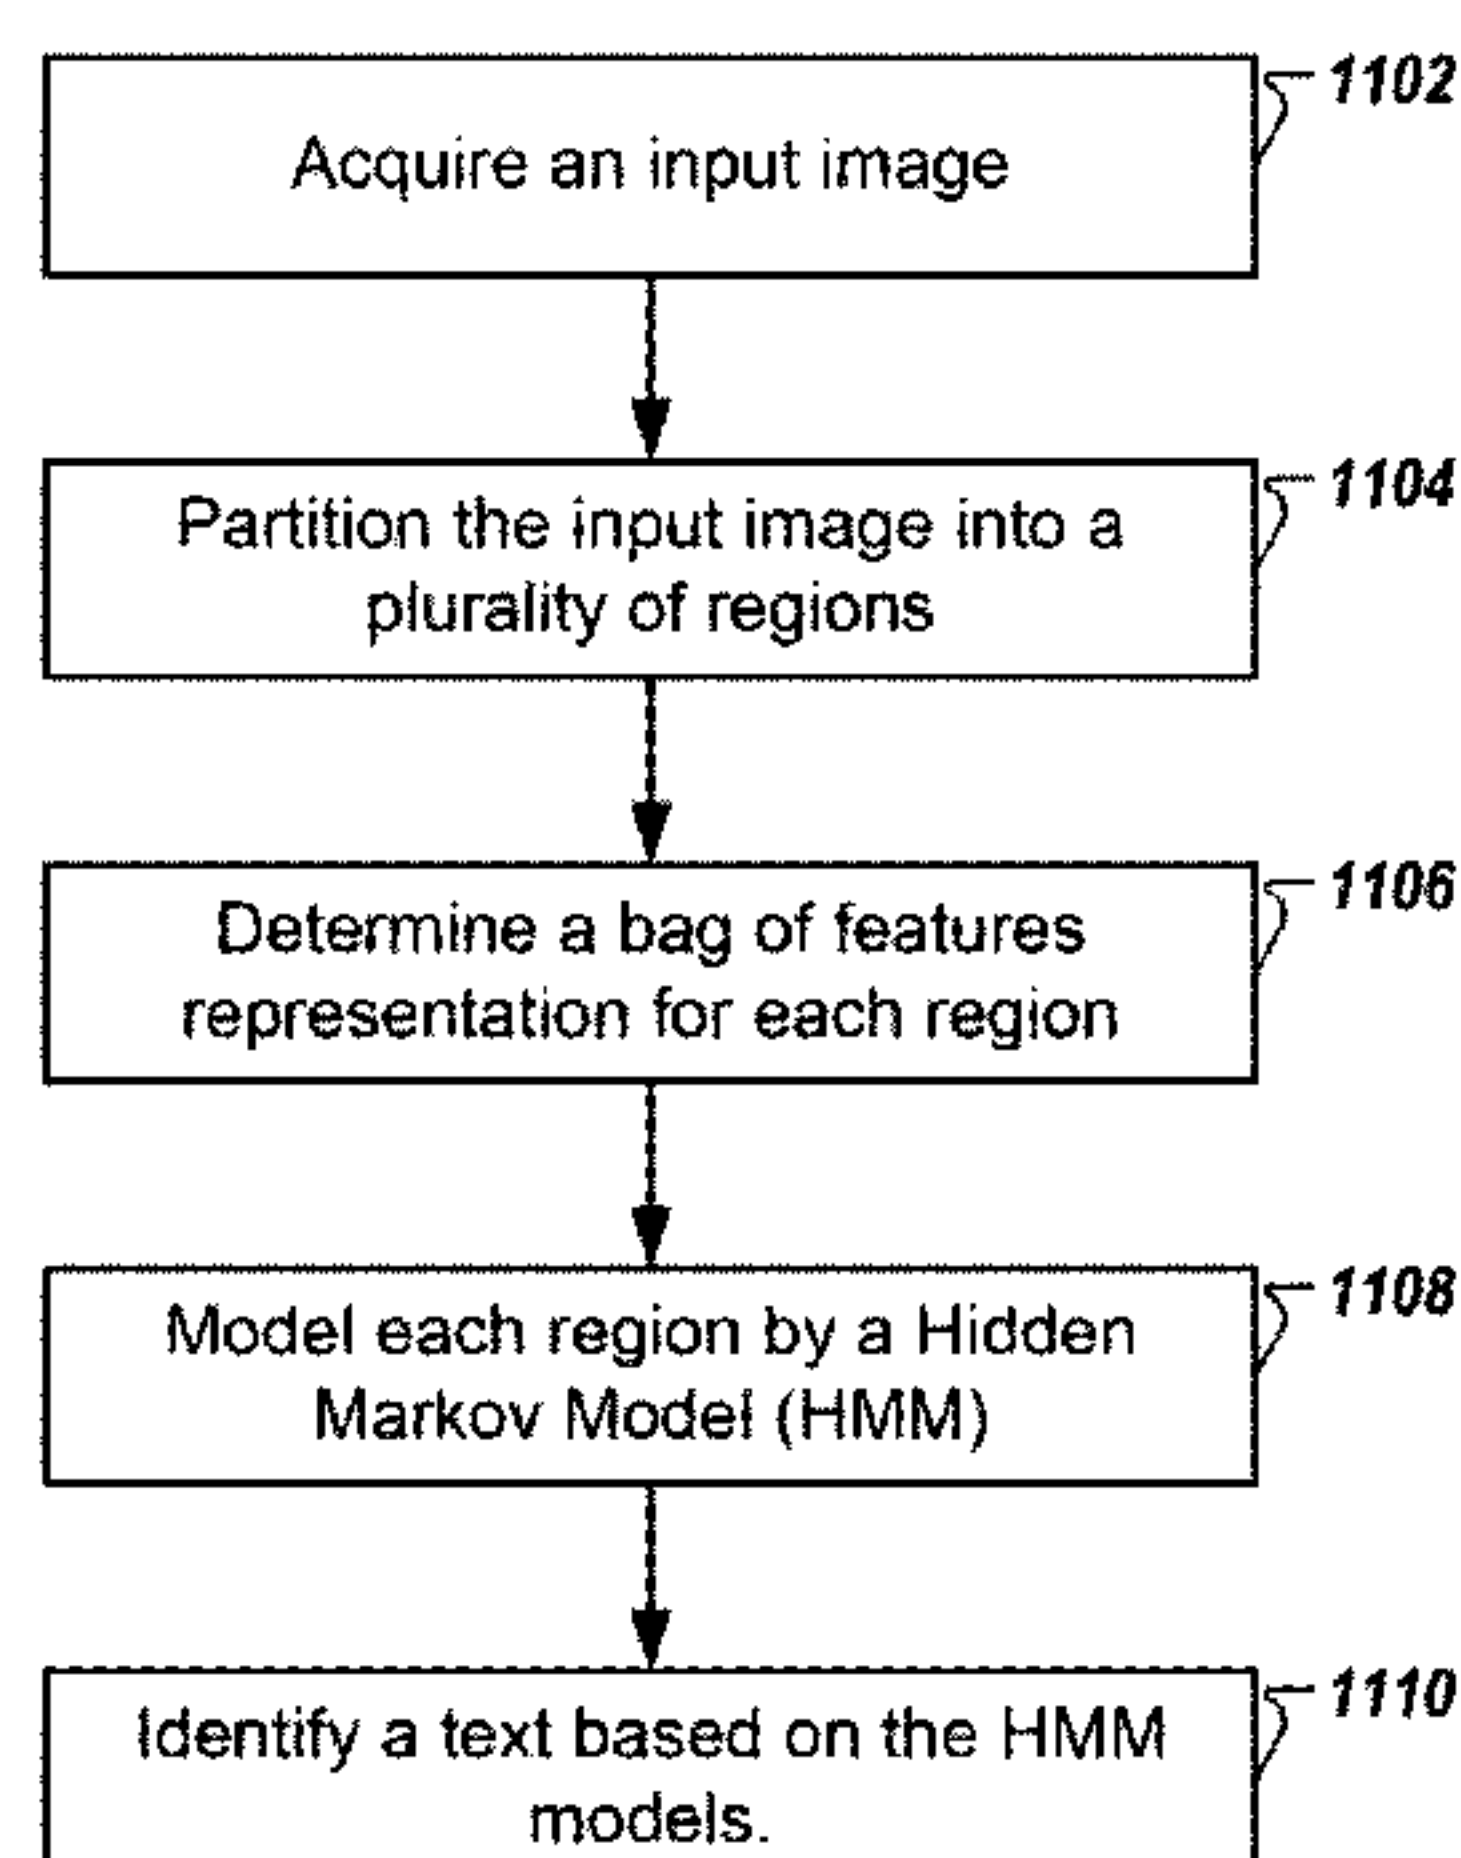 1102
Acquire an input image
1104
Partition the input image into a
plurality of regions
1106
Determine a bag of features
representation for each region
1108
Model each region by a Hidden
Markov Model (HMM)
1110
Identify a text based on the HMM
models.